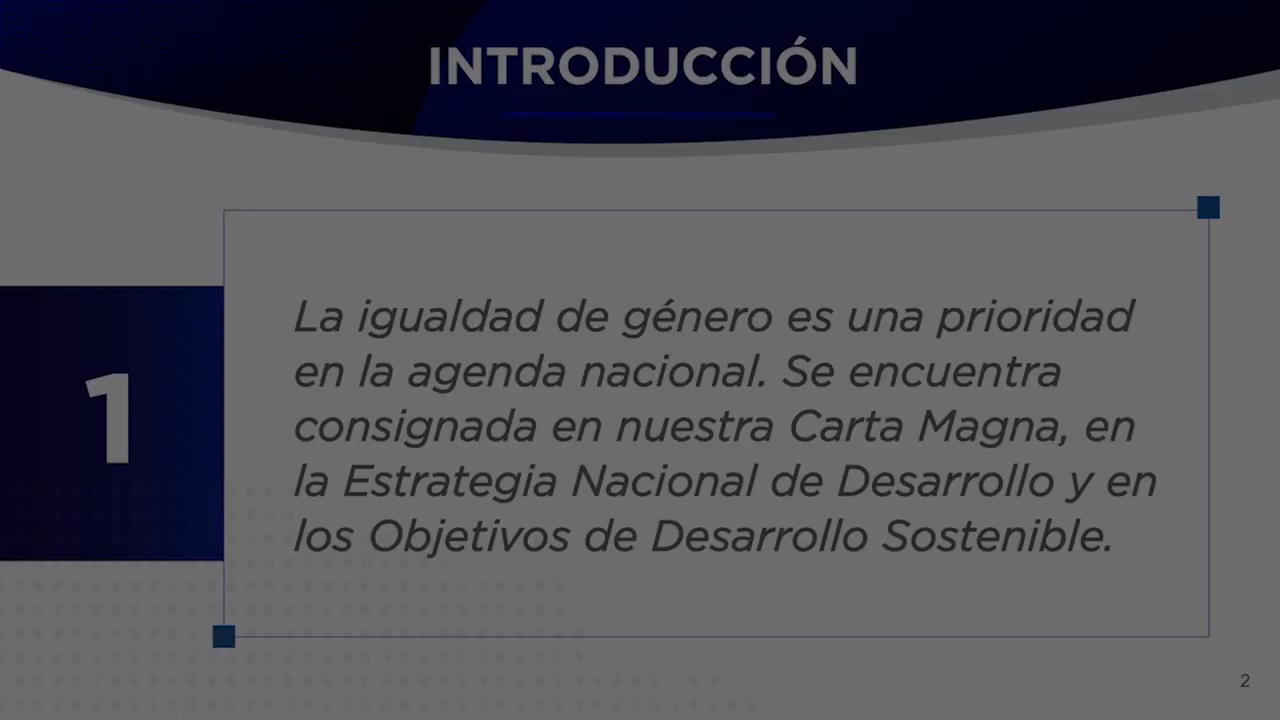 INTRODUCCIÓN
1
La igualdad de género es una prioridad
en la agenda nacional. Se encuentra
consignada en nuestra Carta Magna, en
la Estrategia Nacional de Desarrollo y en
los Objetivos de Desarrollo Sostenible.
2